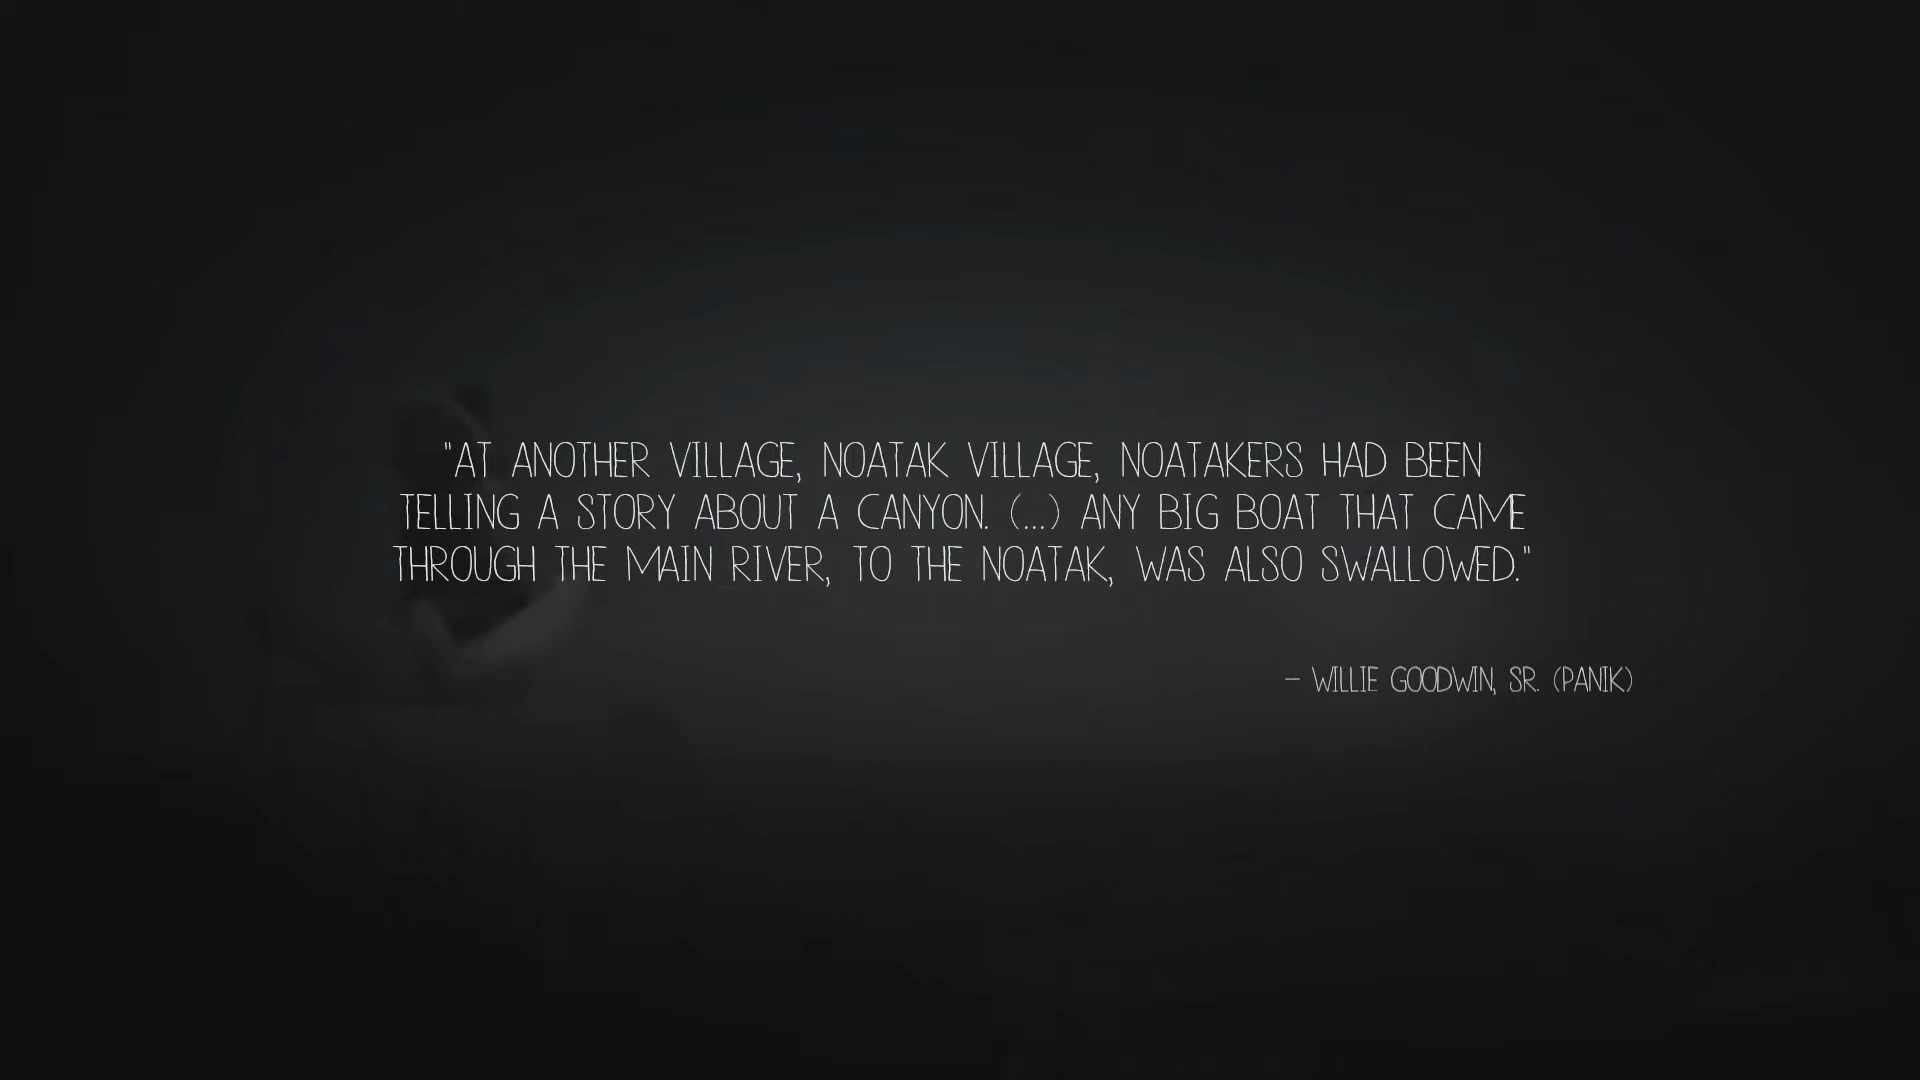 "AT ANOTHER VILLAGE, NOATAK VILLAGE, NOATAKERS HAD BEEN
TELLING A STORY ABOUT A CANYON. (...) ANY BIG BOAT THAT CAME
THROUGH THE MAIN RIVER, TO THE NOATAK, WAS ALSO SWALLOWED."
– WILLIE GOODWIN, SR. (PANIK)